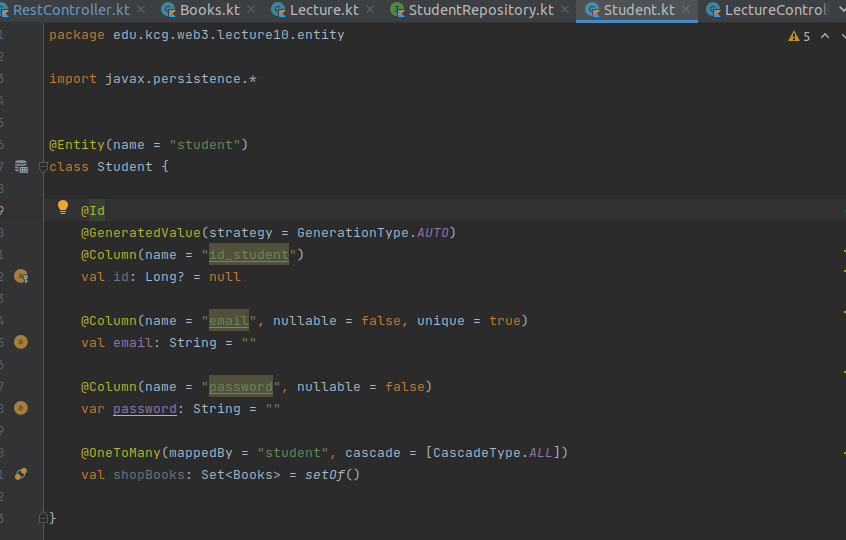 RestController.kt Books.kt Lecture.kt StudentRepository.kt Student.kt LectureControll
package edu.kcg.web3.lecture10.entity
5
import javax.persistence.*
@Entity(name = "student")
class Student {
@Id
@GeneratedValue(strategy = GenerationType.AUTO)
@Column(name = "id_student")
val id: Long? = null
@Column(name = "email", nullable = false, unique = true)
val email: String = ""
@Column(name = "password", nullable = false)
var password: String = ""
@OneToMany(mappedBy = "student", cascade = [CascadeType.ALL])
val shopBooks: Set<Books> = setOf()
}